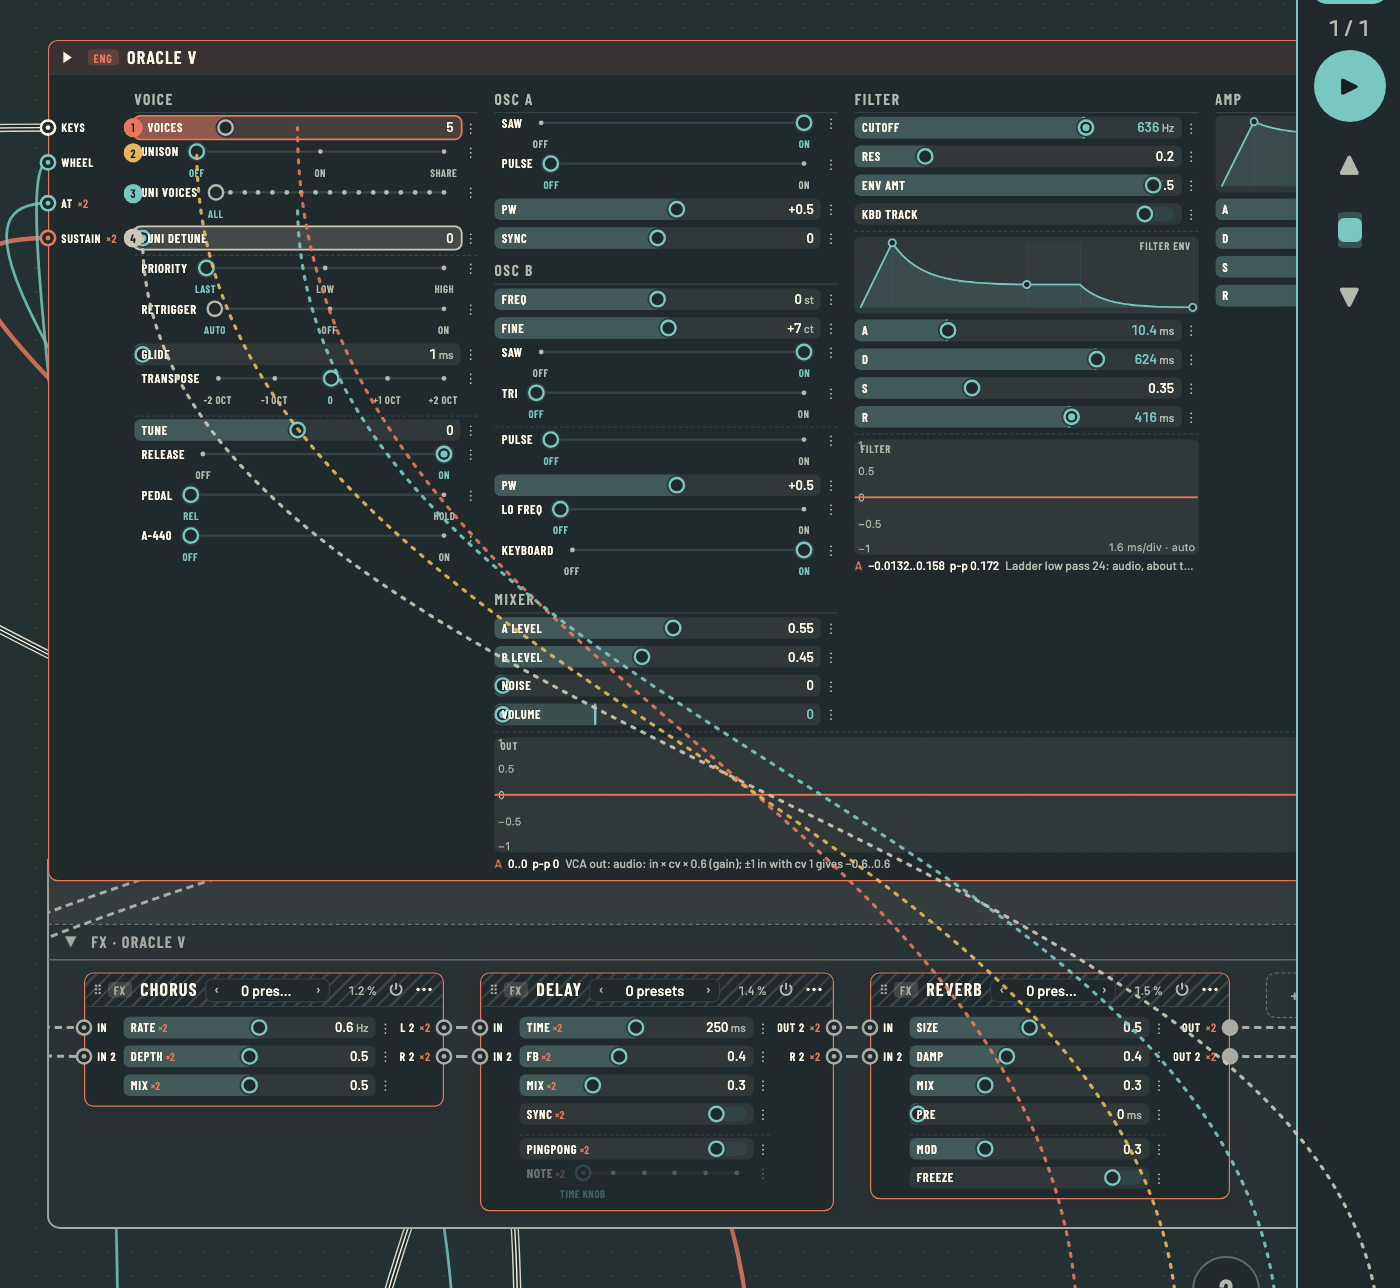 1 / 1
ENG ORACLE V
VOICE
1 VOICES 5
2 UNISON
OFF ON SHARE
3 UNI VOICES
ALL
4 UNI DETUNE 0
PRIORITY
LAST LOW HIGH
RETRIGGER
AUTO OFF ON
GLIDE 1 ms
TRANSPOSE
-2 OCT -1 OCT 0 +1 OCT +2 OCT
TUNE 0
RELEASE
OFF ON
PEDAL
REL HOLD
A-440
OFF ON
KEYS
WHEEL
AT ×2
SUSTAIN ×2
OSC A
SAW
OFF ON
PULSE
OFF ON
PW +0.5
SYNC 0
OSC B
FREQ 0 st
FINE +7 ct
SAW
OFF ON
TRI
OFF ON
PULSE
OFF ON
PW +0.5
LO FREQ
OFF ON
KEYBOARD
OFF ON
MIXER
A LEVEL 0.55
B LEVEL 0.45
NOISE 0
VOLUME 0
1
OUT
0.5
0
−0.5
−1
A 0..0 p-p 0 VCA out: audio: in × cv × 0.6 (gain); ±1 in with cv 1 gives −0.6..0.6
FILTER
CUTOFF 636 Hz
RES 0.2
ENV AMT .5
KBD TRACK
FILTER ENV
A 10.4 ms
D 624 ms
S 0.35
R 416 ms
1
FILTER
0.5
0
−0.5
−1
1.6 ms/div · auto
A −0.0132..0.158 p-p 0.172 Ladder low pass 24: audio, about t...
AMP
A
D
S
R
FX · ORACLE V
FX CHORUS ‹ 0 pres... › 1.2 %
IN RATE ×2 0.6 Hz L 2 ×2
IN 2 DEPTH ×2 0.5 R 2 ×2
MIX ×2 0.5
FX DELAY ‹ 0 presets › 1.4 %
IN TIME ×2 250 ms OUT 2 ×2
IN 2 FB ×2 0.4 R 2 ×2
MIX ×2 0.3
SYNC ×2
PINGPONG ×2
NOTE ×2
TIME KNOB
FX REVERB ‹ 0 pres... › 1.5 %
IN SIZE 0.5 OUT ×2
IN 2 DAMP 0.4 OUT 2 ×2
MIX 0.3
PRE 0 ms
MOD 0.3
FREEZE